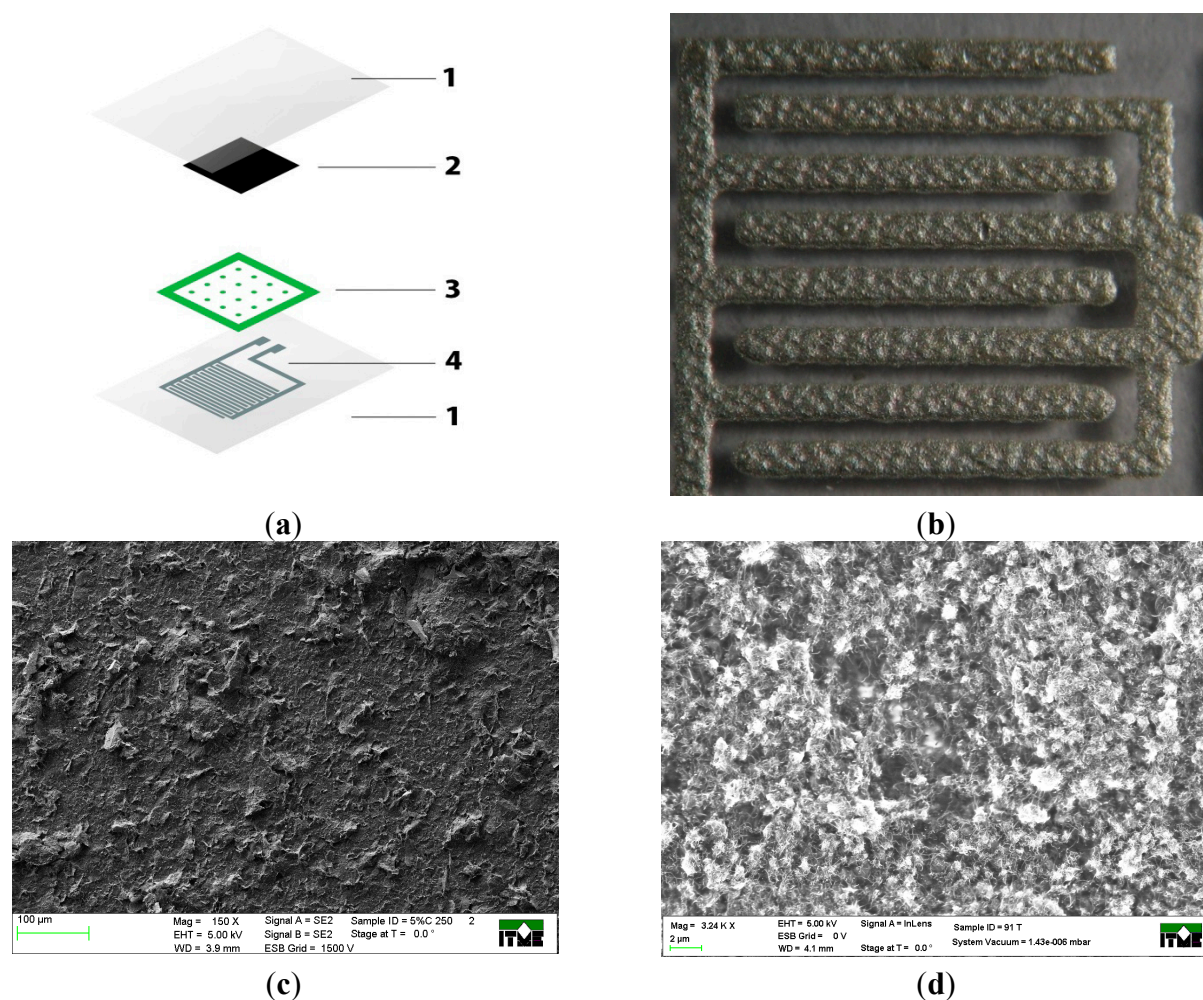 1
2
3
4
1
(a)
(b)
100 µm
Mag = 150 X Signal A = SE2 Sample ID = 5%C 250 2
EHT = 5.00 kV Signal B = SE2 Stage at T = 0.0 °
WD = 3.9 mm ESB Grid = 1500 V
ITME
Mag = 3.24 K X EHT = 5.00 kV Signal A = InLens Sample ID = 91 T
2 µm ESB Grid = 0 V System Vacuum = 1.43e-006 mbar
WD = 4.1 mm Stage at T = 0.0 °
ITME
(c)
(d)